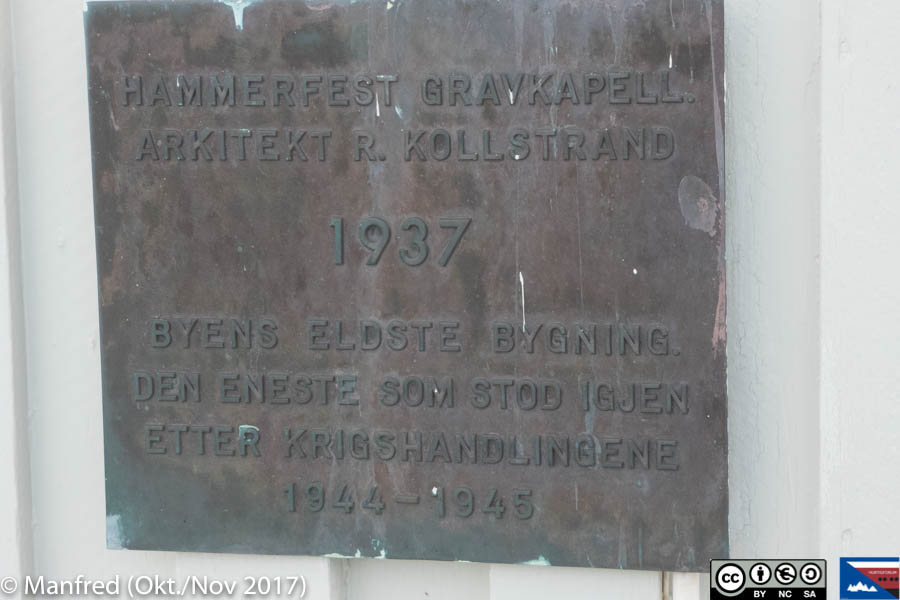 HAMMERFEST GRAVKAPELL.
ARKITEKT R. KOLLSTRAND
1937
BYENS ELDSTE BYGNING.
DEN ENESTE SOM STOD IGJEN
ETTER KRIGSHANDLINGENE
1944-1945
© Manfred (Okt./Nov 2017)
cc BY NC SA